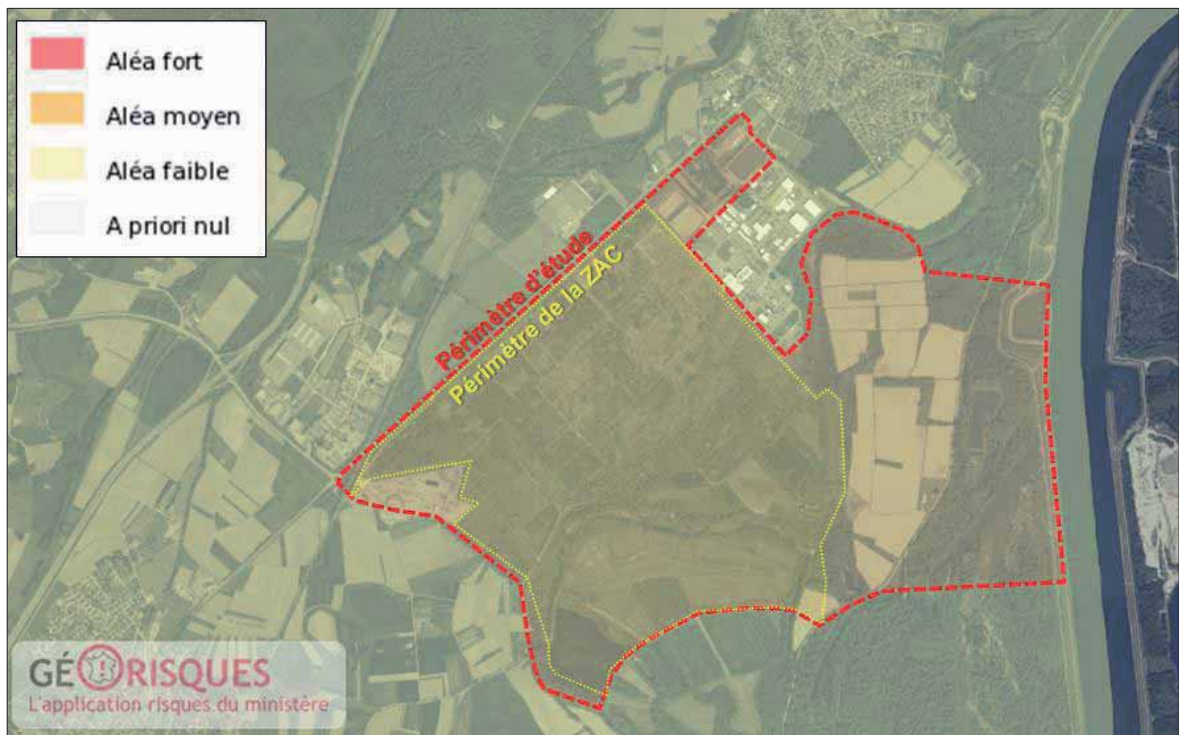 Aléa fort
Aléa moyen
Aléa faible
A priori nul
Périmètre d'étude
Périmètre de la ZAC
GÉORISQUES
L'application risques du ministère